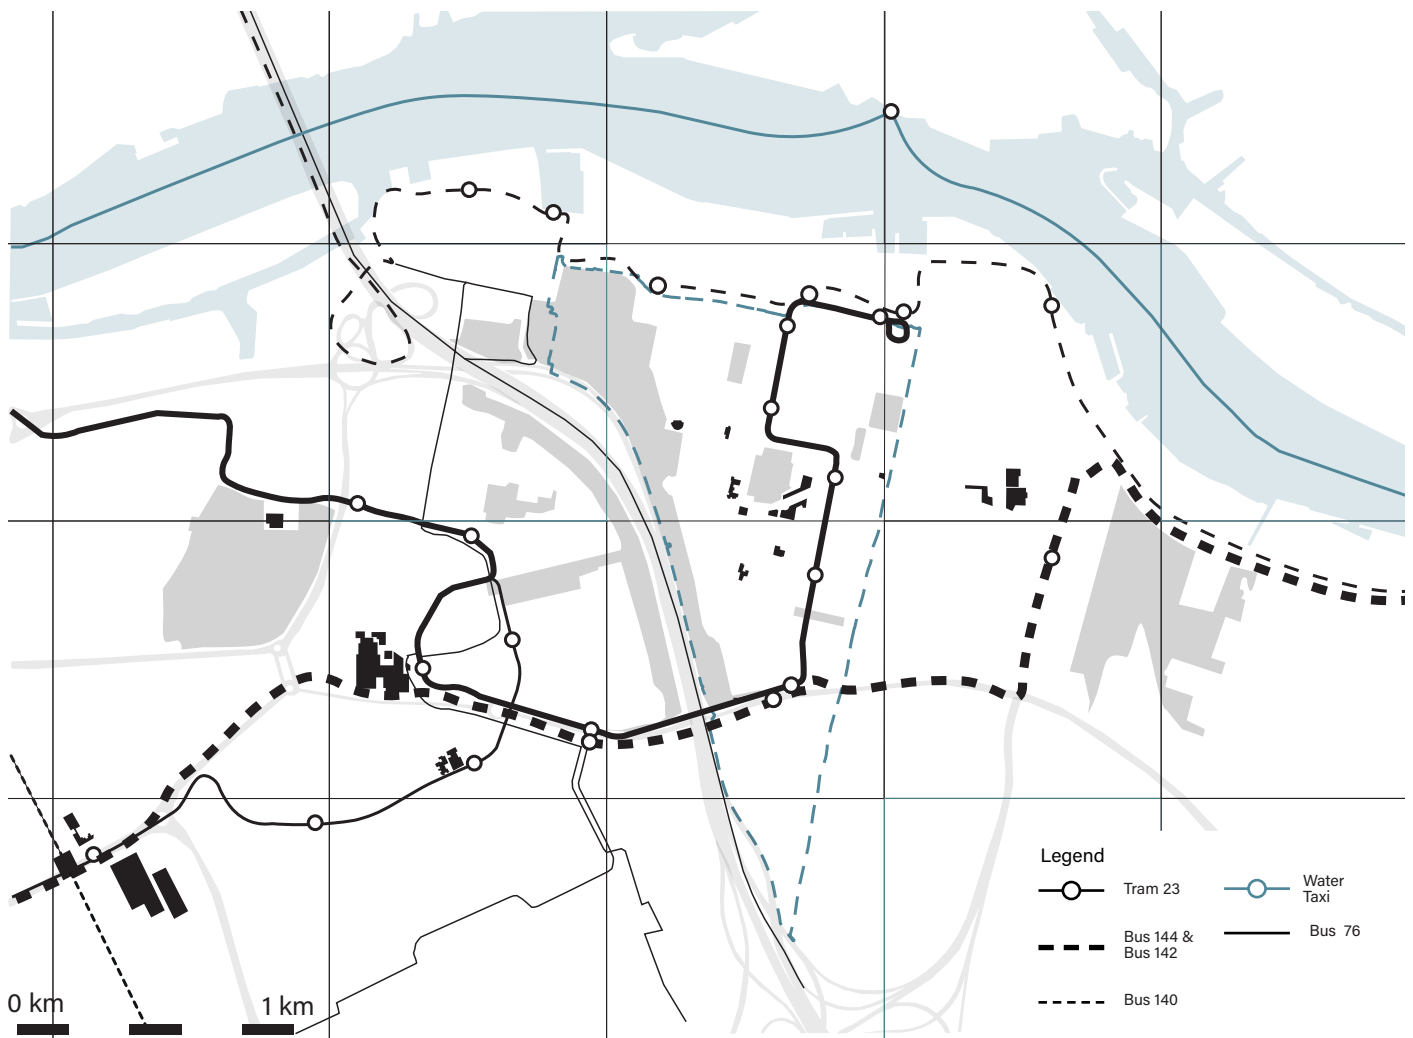 Legend
Tram 23
Water
Taxi
Bus 144 &
Bus 142
Bus 76
Bus 140
0 km
1 km